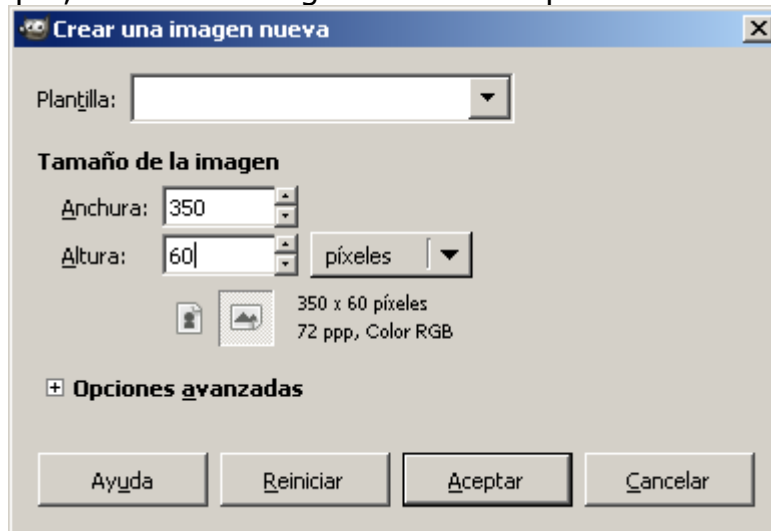 Crear una imagen nueva
Plantilla:
Tamaño de la imagen
Anchura: 350
Altura: 60 píxeles
350 x 60 píxeles
72 ppp, Color RGB
Opciones avanzadas
Ayuda Reiniciar Aceptar Cancelar